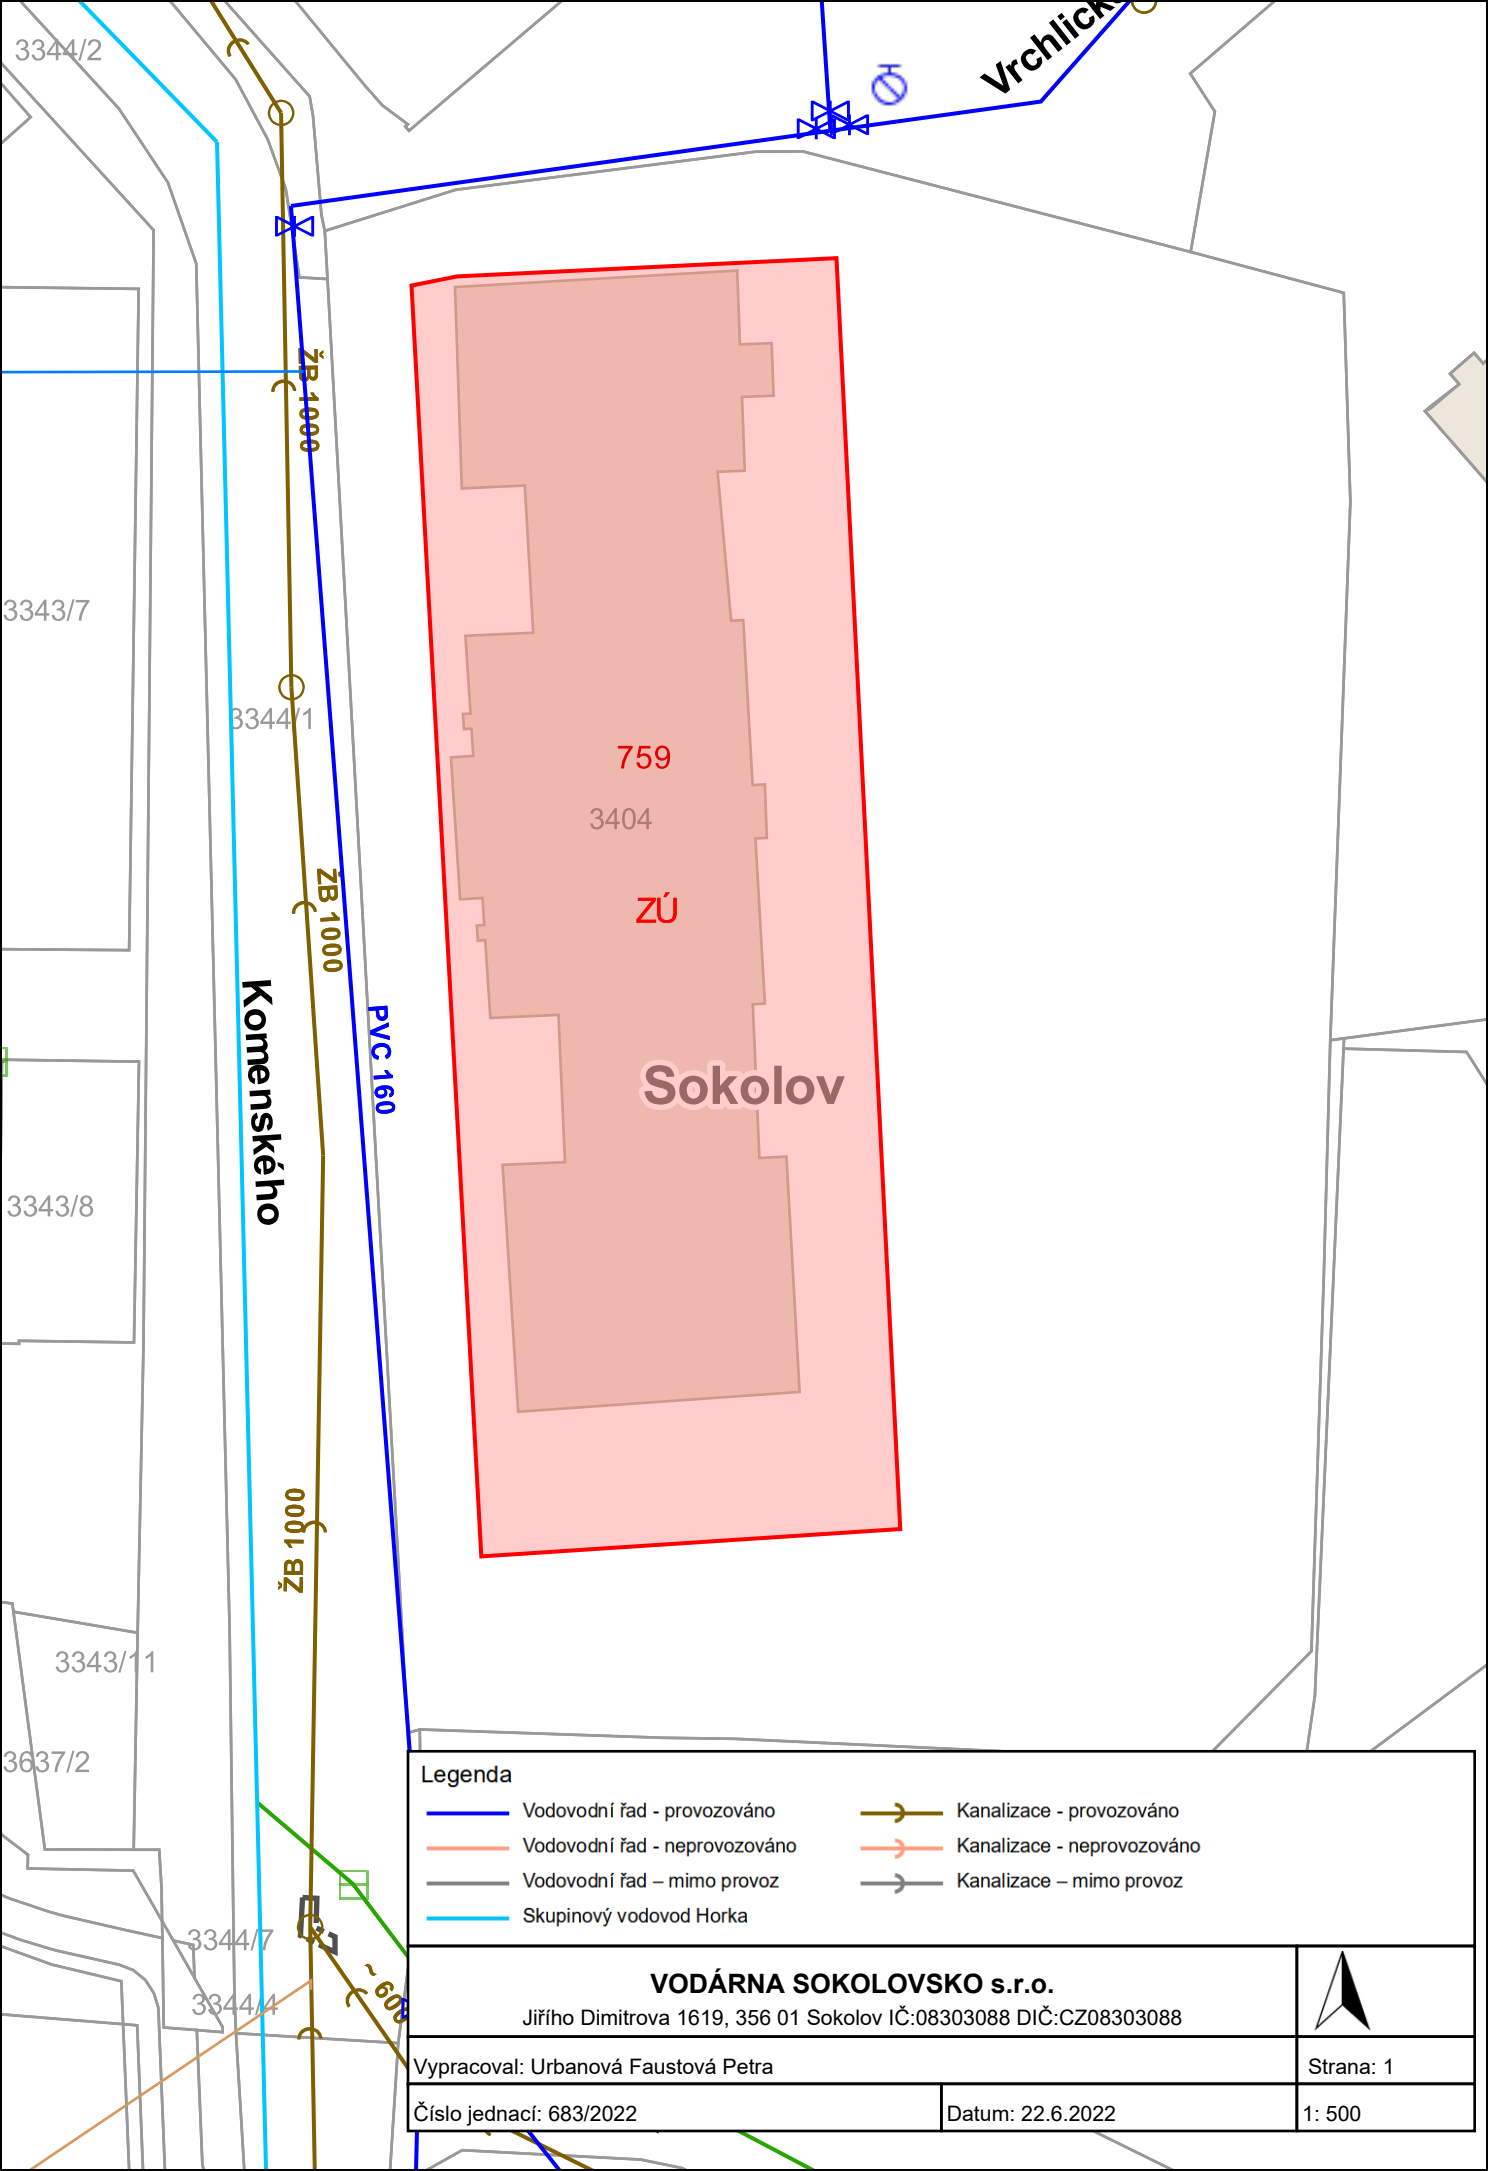 3344/2
Vrchlick
ŽB 1000
3343/7
3344/1
759
3404
ŽB 1000
ZÚ
Komenského
PVC 160
Sokolov
3343/8
ŽB 1000
3343/11
3637/2
3344/7
3344/4
~ 600
Legenda
Vodovodní řad - provozováno
Kanalizace - provozováno
Vodovodní řad - neprovozováno
Kanalizace - neprovozováno
Vodovodní řad – mimo provoz
Kanalizace – mimo provoz
Skupinový vodovod Horka
VODÁRNA SOKOLOVSKO s.r.o.
Jiřího Dimitrova 1619, 356 01 Sokolov IČ:08303088 DIČ:CZ08303088
Vypracoval: Urbanová Faustová Petra
Strana: 1
Číslo jednací: 683/2022
Datum: 22.6.2022
1: 500